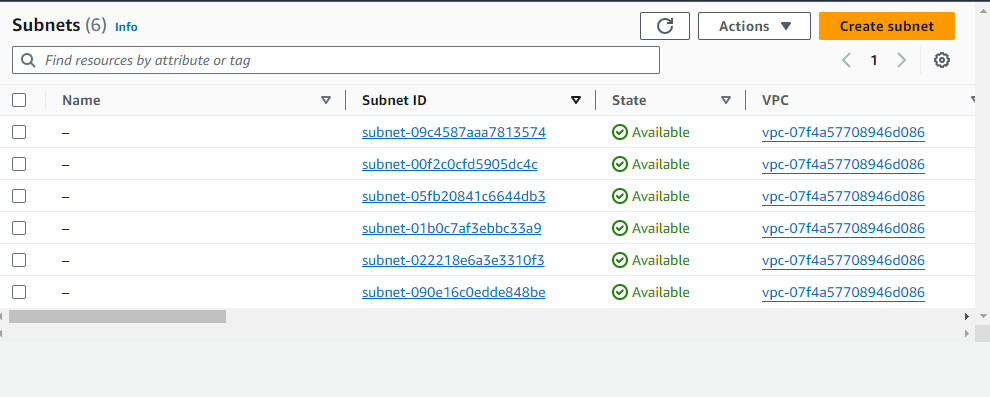 Subnets (6) Info
Actions
Create subnet
Find resources by attribute or tag
1
Name Subnet ID State VPC
– subnet-09c4587aaa7813574 Available vpc-07f4a57708946d086
– subnet-00f2c0cfd5905dc4c Available vpc-07f4a57708946d086
– subnet-05fb20841c6644db3 Available vpc-07f4a57708946d086
– subnet-01b0c7af3ebbc33a9 Available vpc-07f4a57708946d086
– subnet-022218e6a3e3310f3 Available vpc-07f4a57708946d086
– subnet-090e16c0edde848be Available vpc-07f4a57708946d086